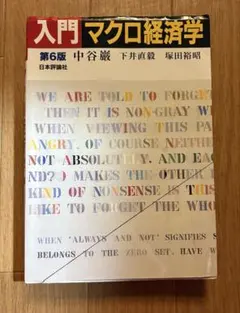 入門マクロ経済学
第6版 中谷巌 下井直毅 塚田裕昭
日本評論社
WE ARE TOLD TO FORGET
THEN IT IS NON-GRAY W
WHEN VIEWING THIS PA
ANGRY. OF COURSE NEITHE
NOT ABSOLUTELY. AND EA
ND? O MAKES THE OTHER I
KIND OF NONSENSE IS THIS
LIKE TO FORGET THE WHO
WHEN "ALWAYS AND NOT" SIGNIFIES S
BELONGS TO THE ZERO SET, HAVE W